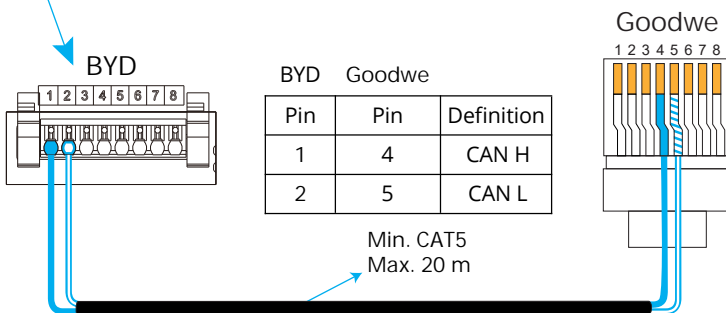 Goodwe
1 2 3 4 5 6 7 8
BYD
1 2 3 4 5 6 7 8
BYD Goodwe
Pin Pin Definition
1 4 CAN H
2 5 CAN L
Min. CAT5
Max. 20 m